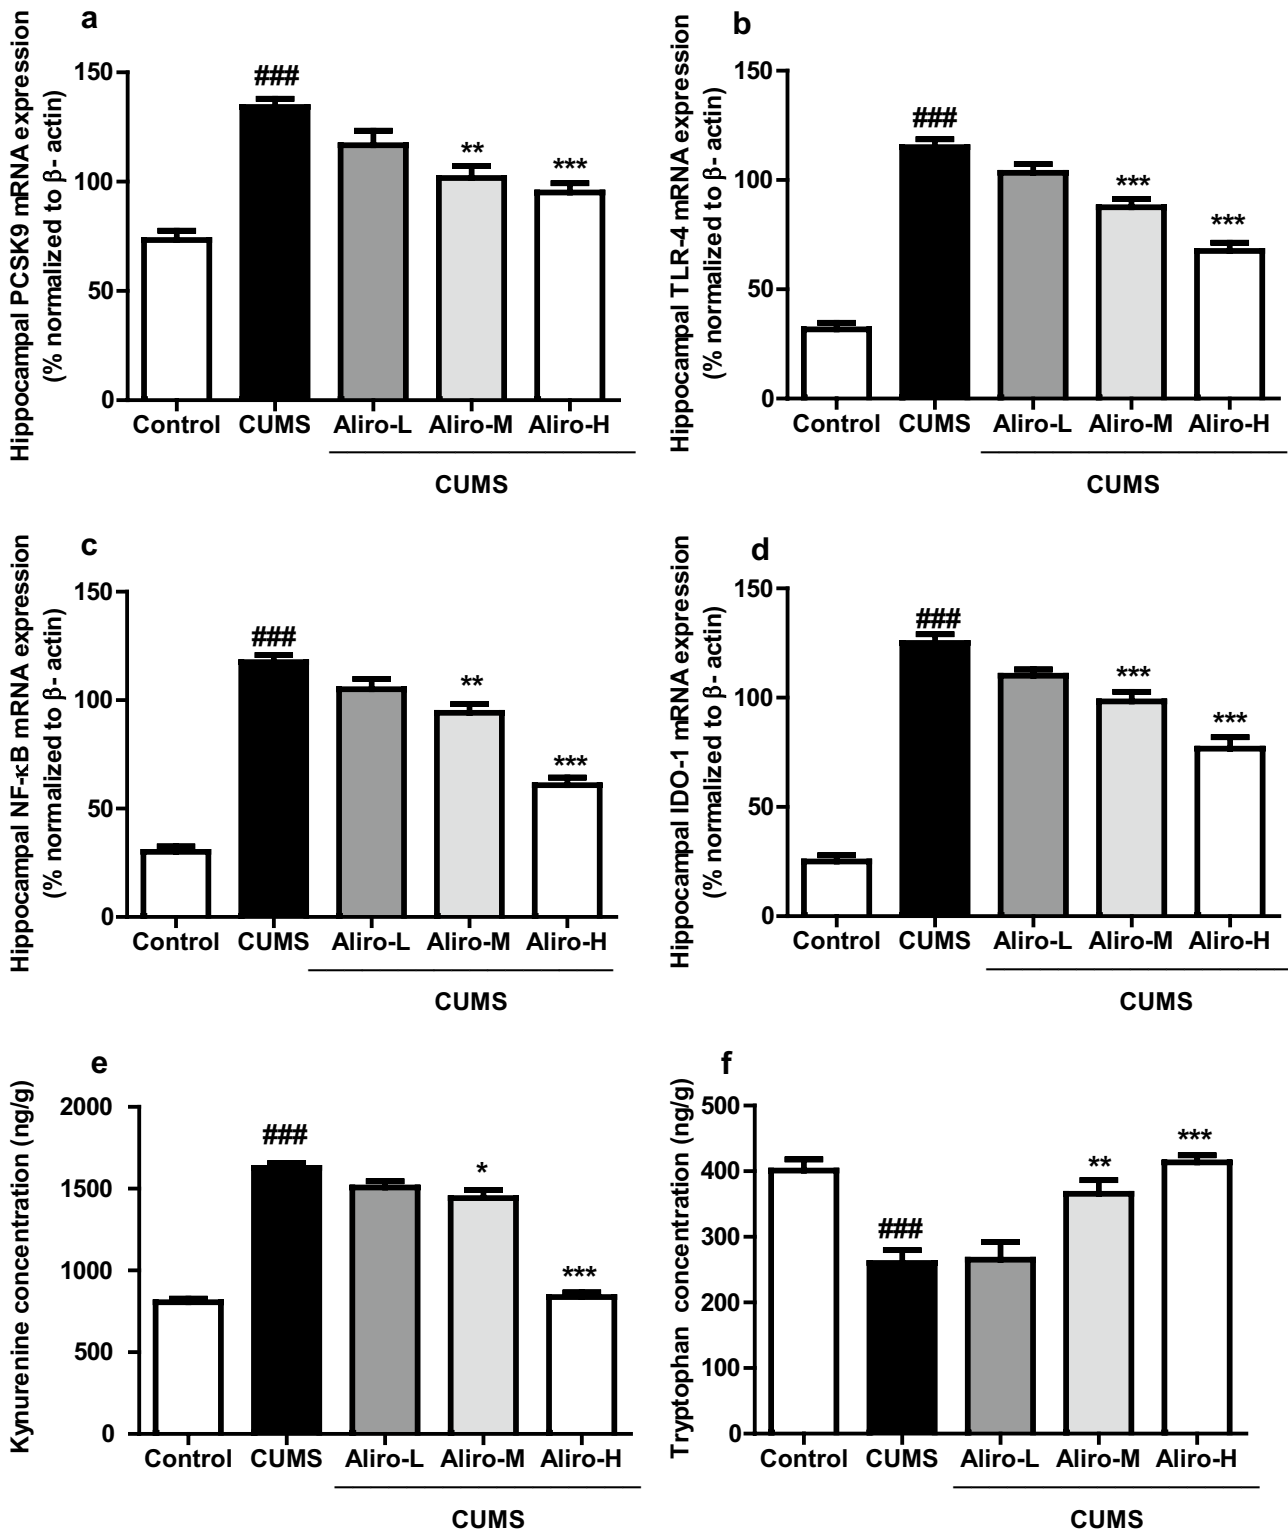 a
Hippocampal PCSK9 mRNA expression
(% normalized to β- actin)
150
100
50
0
###
**
***
Control CUMS Aliro-L Aliro-M Aliro-H
CUMS
b
Hippocampal TLR-4 mRNA expression
(% normalized to β- actin)
150
100
50
0
###
***
***
Control CUMS Aliro-L Aliro-M Aliro-H
CUMS
c
Hippocampal NF-κB mRNA expression
(% normalized to β- actin)
150
100
50
0
###
**
***
Control CUMS Aliro-L Aliro-M Aliro-H
CUMS
d
Hippocampal IDO-1 mRNA expression
(% normalized to β- actin)
150
100
50
0
###
***
***
Control CUMS Aliro-L Aliro-M Aliro-H
CUMS
e
Kynurenine concentration (ng/g)
2000
1500
1000
500
0
###
*
***
Control CUMS Aliro-L Aliro-M Aliro-H
CUMS
f
Tryptophan concentration (ng/g)
500
400
300
200
100
0
###
**
***
Control CUMS Aliro-L Aliro-M Aliro-H
CUMS